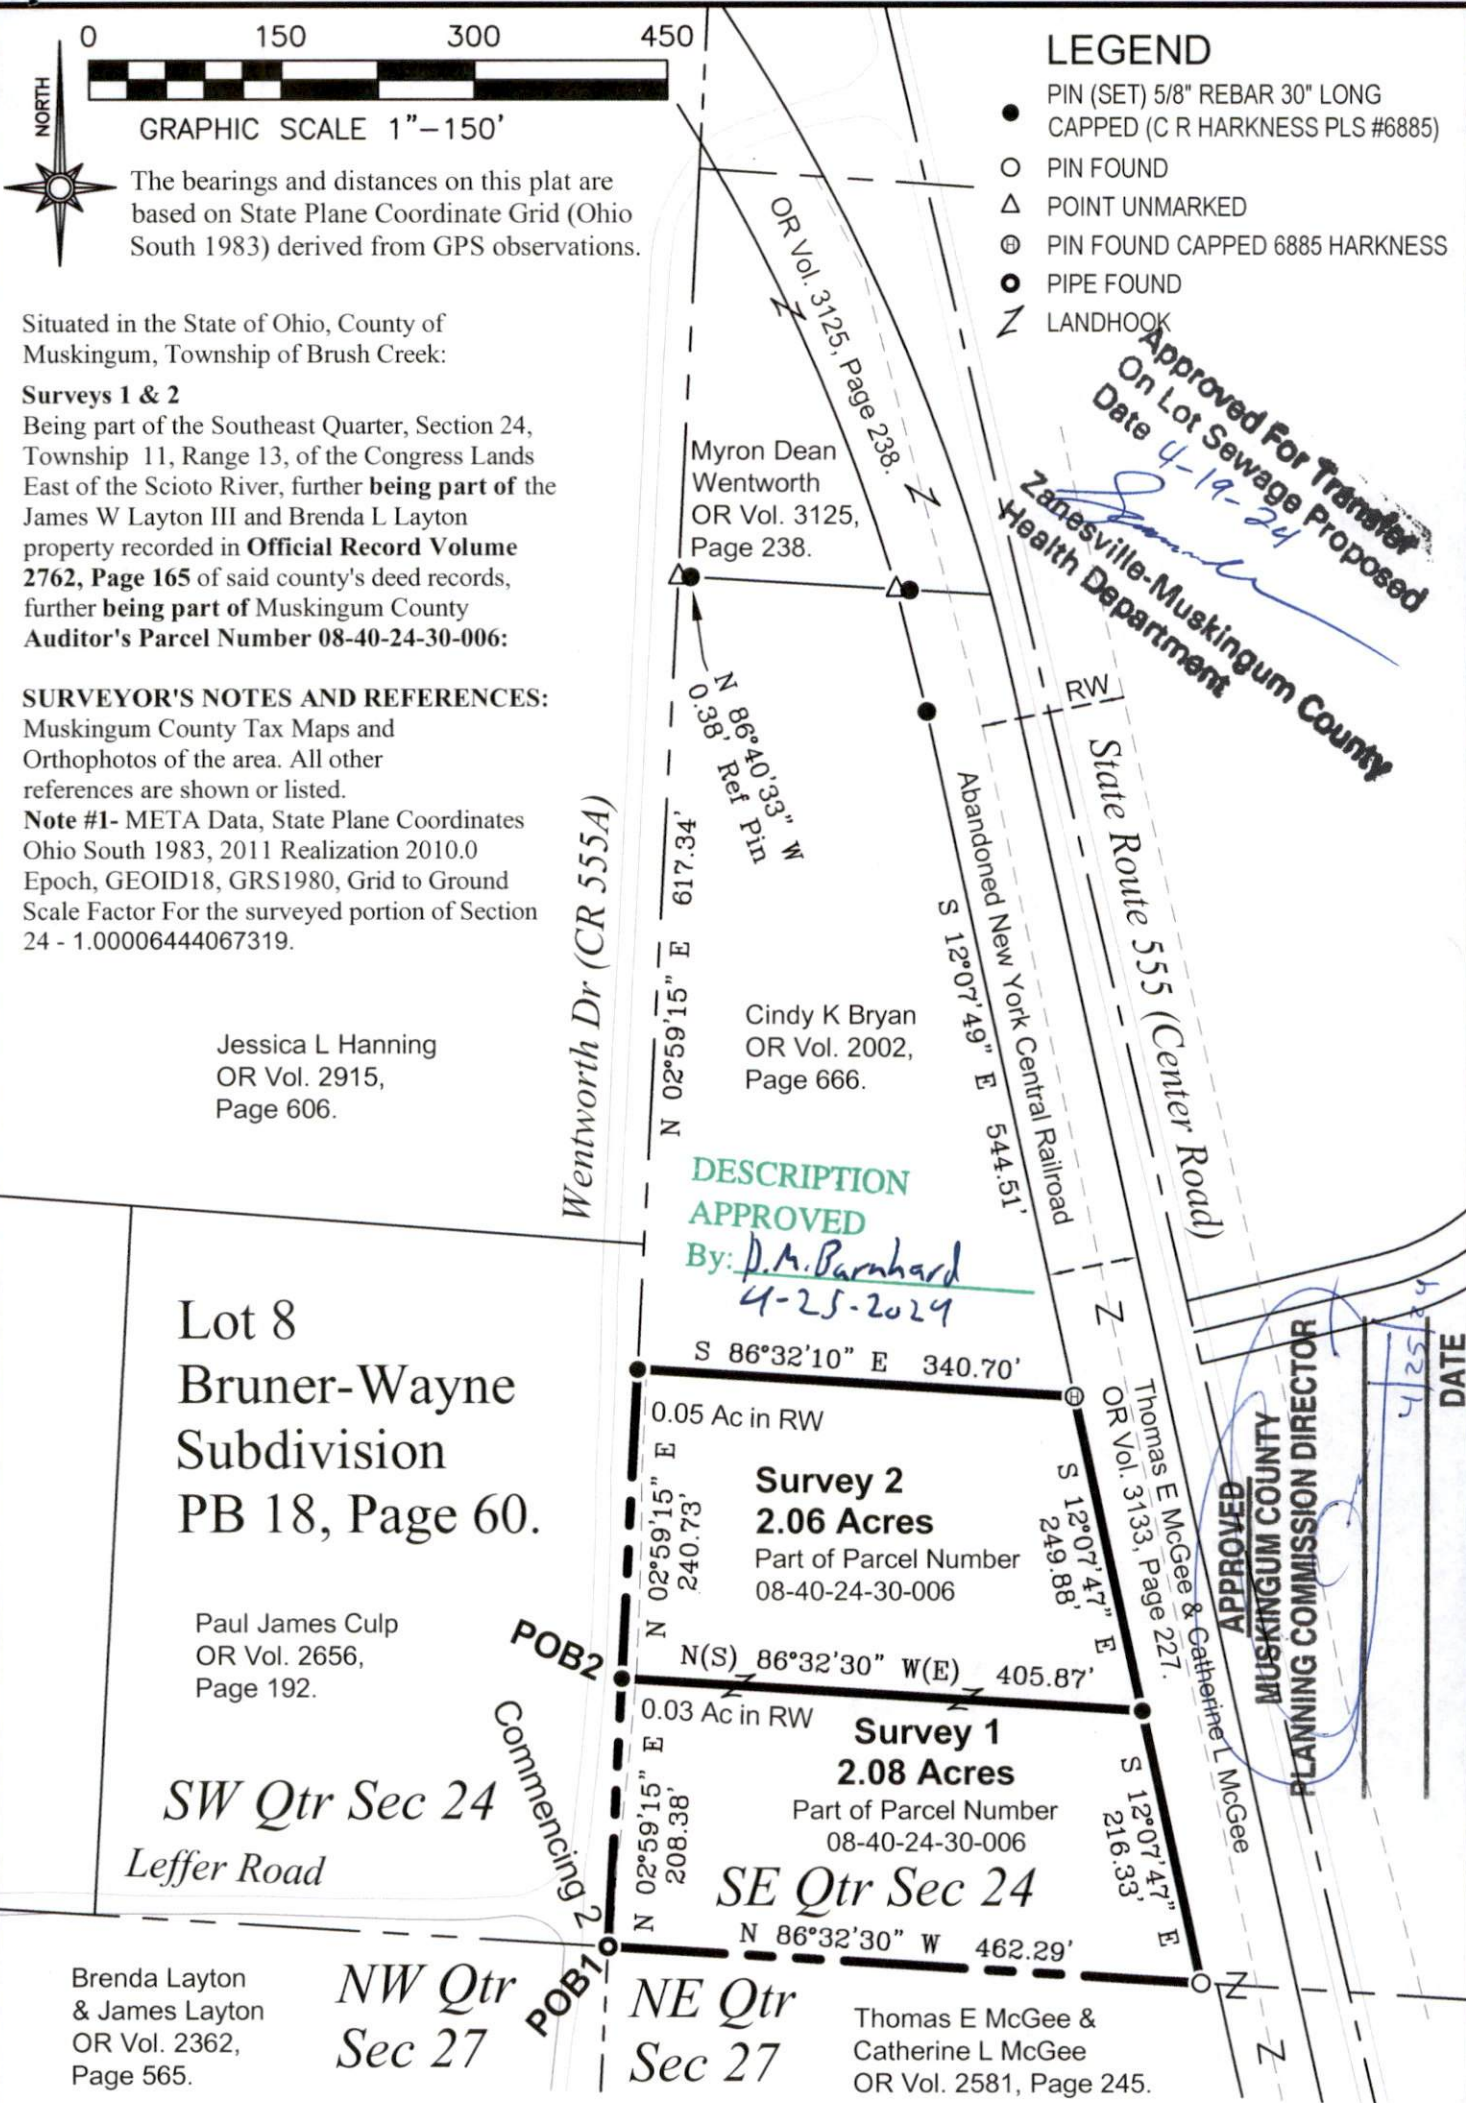 0 150 300 450
NORTH
GRAPHIC SCALE 1"–150'
The bearings and distances on this plat are
based on State Plane Coordinate Grid (Ohio
South 1983) derived from GPS observations.
LEGEND
PIN (SET) 5/8" REBAR 30" LONG
CAPPED (C R HARKNESS PLS #6885)
PIN FOUND
POINT UNMARKED
H PIN FOUND CAPPED 6885 HARKNESS
PIPE FOUND
LANDHOOK
Approved For Transfer
On Lot Sewage Proposed
Date 4-19-24
Zanesville-Muskingum County
Health Department
Situated in the State of Ohio, County of
Muskingum, Township of Brush Creek:
Surveys 1 & 2
Being part of the Southeast Quarter, Section 24,
Township 11, Range 13, of the Congress Lands
East of the Scioto River, further being part of the
James W Layton III and Brenda L Layton
property recorded in Official Record Volume
2762, Page 165 of said county's deed records,
further being part of Muskingum County
Auditor's Parcel Number 08-40-24-30-006:
SURVEYOR'S NOTES AND REFERENCES:
Muskingum County Tax Maps and
Orthophotos of the area. All other
references are shown or listed.
Note #1- META Data, State Plane Coordinates
Ohio South 1983, 2011 Realization 2010.0
Epoch, GEOID18, GRS1980, Grid to Ground
Scale Factor For the surveyed portion of Section
24 - 1.00006444067319.
OR Vol. 3125, Page 238.
Myron Dean
Wentworth
OR Vol. 3125,
Page 238.
N 86°40'33" W
0.38' Ref Pin
RW
State Route 555 (Center Road)
Abandoned New York Central Railroad
S 12°07'49" E 544.51'
Wentworth Dr (CR 555A)
N 02°59'15" E 617.34'
Cindy K Bryan
OR Vol. 2002,
Page 666.
Jessica L Hanning
OR Vol. 2915,
Page 606.
DESCRIPTION
APPROVED
By: D.M. Barnhard
4-25-2024
Lot 8
Bruner-Wayne
Subdivision
PB 18, Page 60.
S 86°32'10" E 340.70'
0.05 Ac in RW
N 02°59'15" E
240.73'
Survey 2
2.06 Acres
Part of Parcel Number
08-40-24-30-006
S 12°07'47" E
249.88'
Thomas E McGee & Catherine L McGee
OR Vol. 3133, Page 227.
APPROVED
MUSKINGUM COUNTY
PLANNING COMMISSION DIRECTOR
4/25/24
DATE
Paul James Culp
OR Vol. 2656,
Page 192.
POB2
N(S) 86°32'30" W(E) 405.87'
0.03 Ac in RW
N 02°59'15" E
208.38'
Survey 1
2.08 Acres
Part of Parcel Number
08-40-24-30-006
S 12°07'47" E
216.33'
Commencing 2
SW Qtr Sec 24
Leffer Road
SE Qtr Sec 24
N 86°32'30" W 462.29'
POB1
Brenda Layton
& James Layton
OR Vol. 2362,
Page 565.
NW Qtr
Sec 27
NE Qtr
Sec 27
Thomas E McGee &
Catherine L McGee
OR Vol. 2581, Page 245.